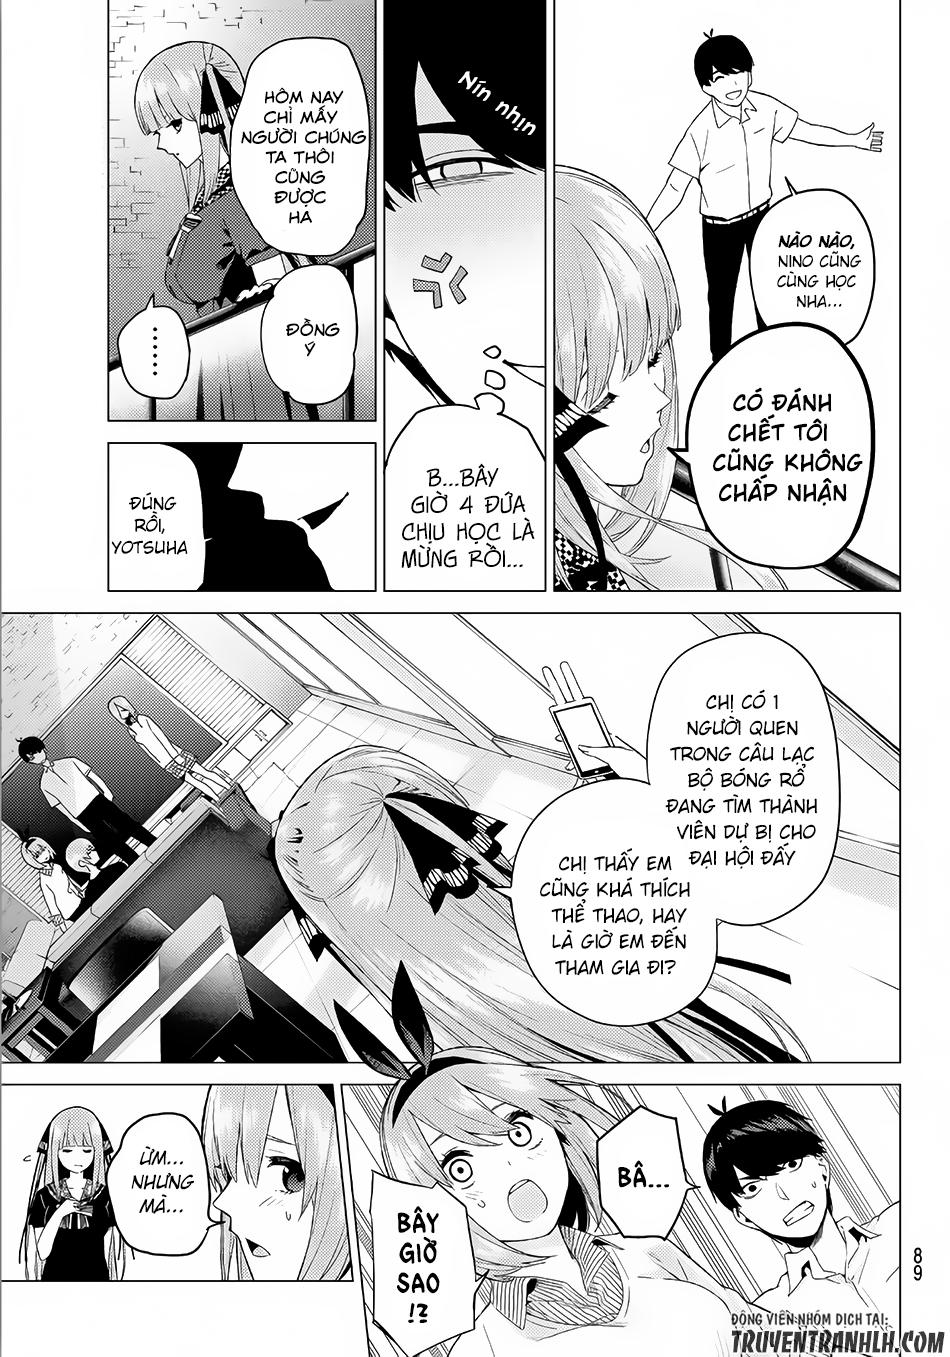 NÀO NÀO,
NINO CŨNG
CÙNG HỌC
NHA...
CÓ ĐÁNH
CHẾT TÔI
CŨNG KHÔNG
CHẤP NHẬN
Nín nhịn
B...BÂY
GIỜ 4 ĐỨA
CHỊU HỌC LÀ
MỪNG RỒI...
HÔM NAY
CHỈ MẤY
NGƯỜI CHÚNG
TA THÔI
CŨNG
ĐƯỢC
HA
ĐỒNG
Ý
......
ĐÚNG
RỒI,
YOTSUHA
CHỊ CÓ 1
NGƯỜI QUEN
TRONG CÂU LẠC
BỘ BÓNG RỔ
ĐANG TÌM THÀNH
VIÊN DỰ BỊ CHO
ĐẠI HỘI ĐẤY
CHỊ THẤY EM
CŨNG KHÁ THÍCH
THỂ THAO, HAY
LÀ GIỜ EM ĐẾN
THAM GIA ĐI?
BÂ...
BÂY
GIỜ
SAO
!?
ỪM...
NHƯNG
MÀ...
89
ĐỘNG VIÊN NHÓM DỊCH TẠI:
TRUYENTRANHLH.COM